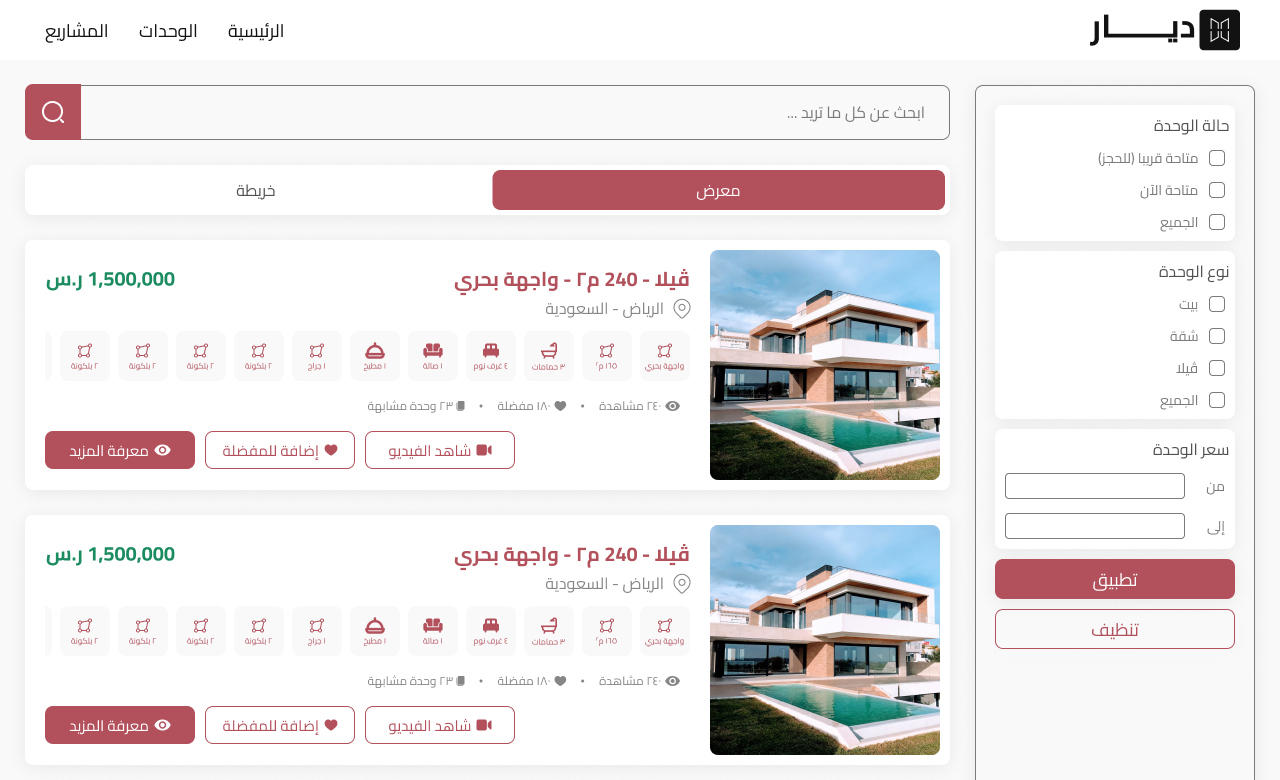 ديـــــــار
الرئيسية
الوحدات
المشاريع
حالة الوحدة
متاحة قريبا (للحجز)
متاحة الآن
الجميع
نوع الوحدة
بيت
شقة
ڤيلا
الجميع
سعر الوحدة
من
إلى
تطبيق
تنظيف
ابحث عن كل ما تريد ...
معرض
خريطة
ڤيلا - 240 م٢ - واجهة بحري
1,500,000 ر.س
الرياض - السعودية
واجهة بحري
١٦٥ م٢
٣ حمامات
٤ غرف نوم
١ صالة
١ مطبخ
١ جراج
٢ بلكونة
٢ بلكونة
٢ بلكونة
٢ بلكونة
٢٤٠ مشاهدة • ١٨٠ مفضلة • ٢٣ وحدة مشابهة
شاهد الفيديو
إضافة للمفضلة
معرفة المزيد
ڤيلا - 240 م٢ - واجهة بحري
1,500,000 ر.س
الرياض - السعودية
واجهة بحري
١٦٥ م٢
٣ حمامات
٤ غرف نوم
١ صالة
١ مطبخ
١ جراج
٢ بلكونة
٢ بلكونة
٢ بلكونة
٢ بلكونة
٢٤٠ مشاهدة • ١٨٠ مفضلة • ٢٣ وحدة مشابهة
شاهد الفيديو
إضافة للمفضلة
معرفة المزيد